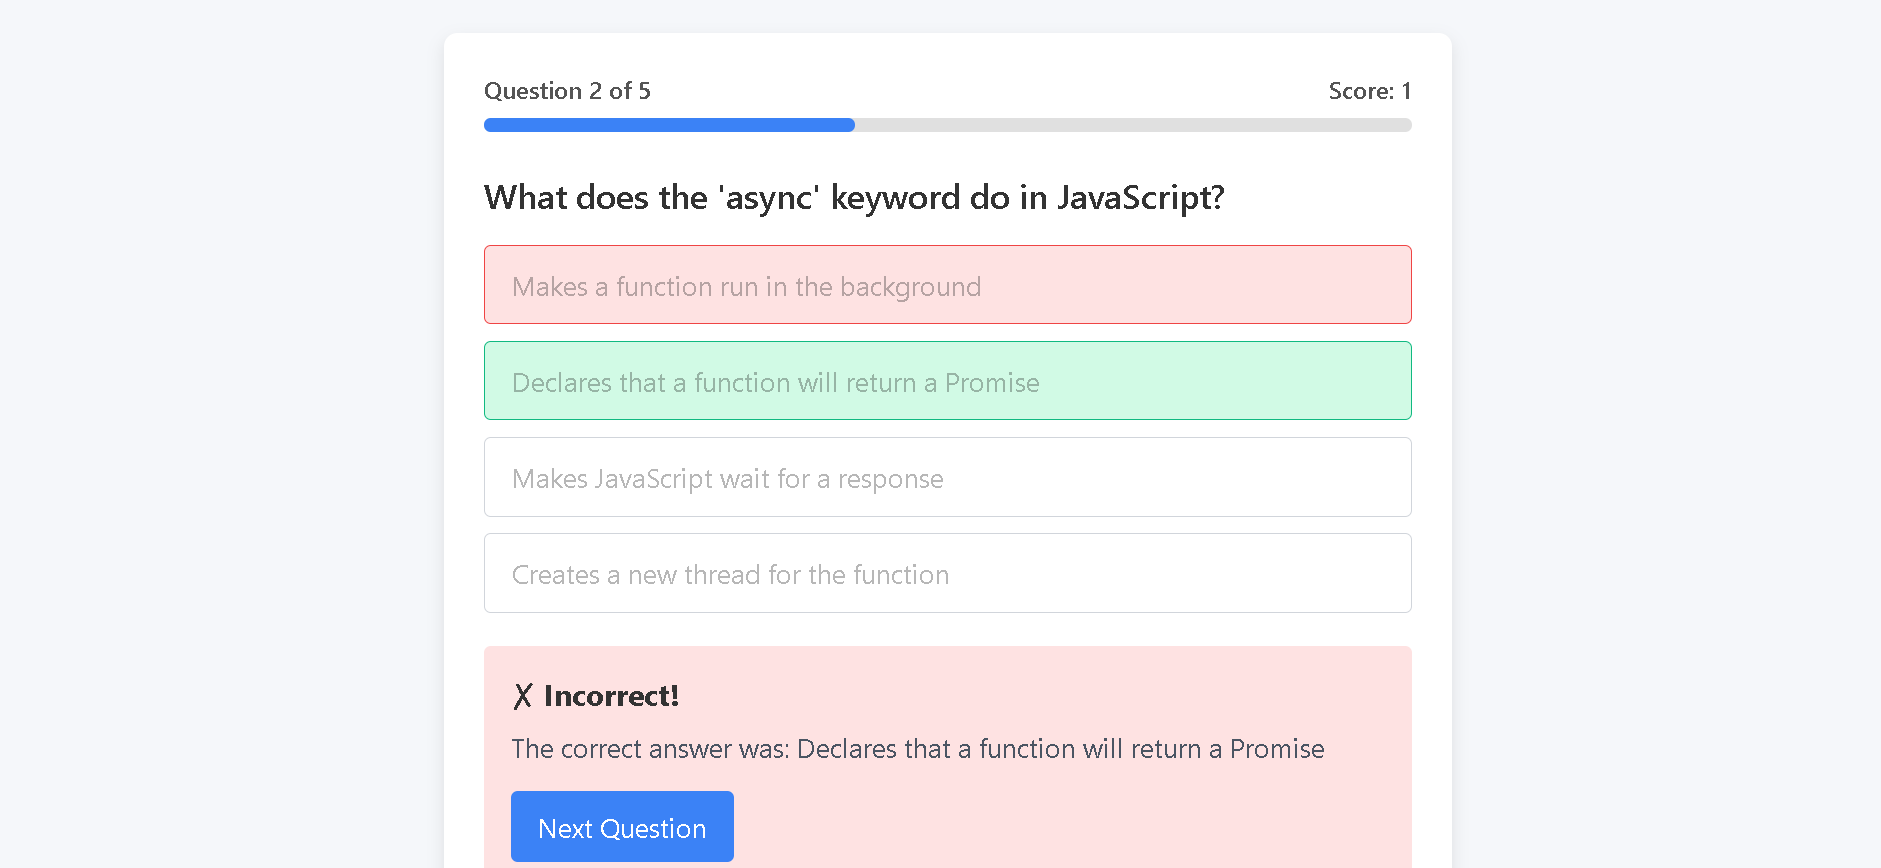 Question 2 of 5
Score: 1
What does the 'async' keyword do in JavaScript?
Makes a function run in the background
Declares that a function will return a Promise
Makes JavaScript wait for a response
Creates a new thread for the function
✗ Incorrect!
The correct answer was: Declares that a function will return a Promise
Next Question